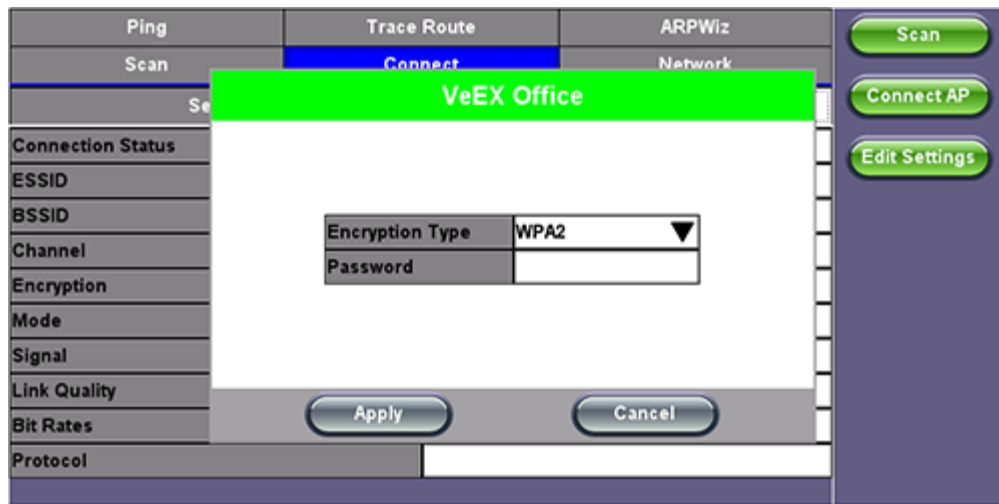 Ping Trace Route ARPWiz
Scan Connect Network
Se
VeEX Office
Connection Status
ESSID
BSSID
Channel
Encryption
Mode
Signal
Link Quality
Bit Rates
Protocol
Encryption Type WPA2
Password
Apply Cancel
Scan
Connect AP
Edit Settings